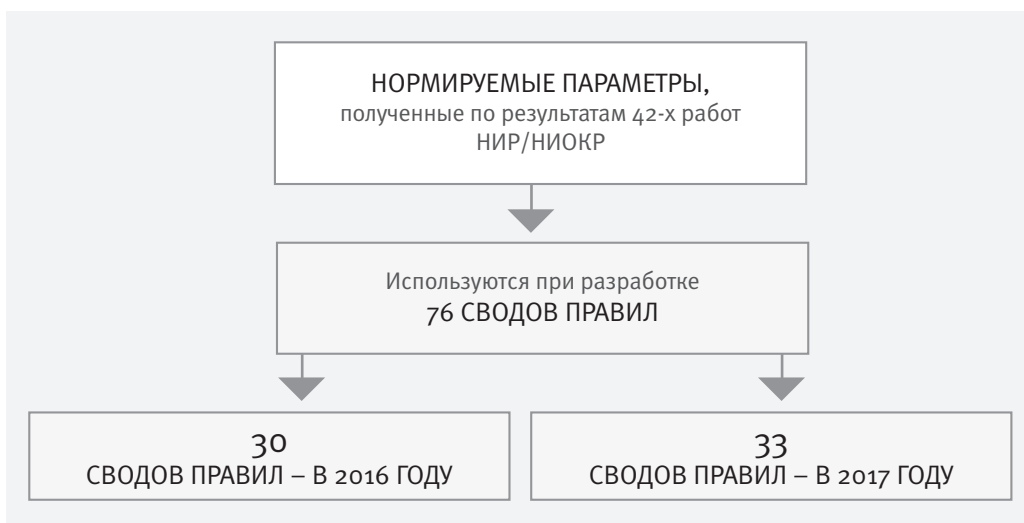 НОРМИРУЕМЫЕ ПАРАМЕТРЫ,
полученные по результатам 42-х работ
НИР/НИОКР
Используются при разработке
76 СВОДОВ ПРАВИЛ
30
СВОДОВ ПРАВИЛ – В 2016 ГОДУ
33
СВОДОВ ПРАВИЛ – В 2017 ГОДУ